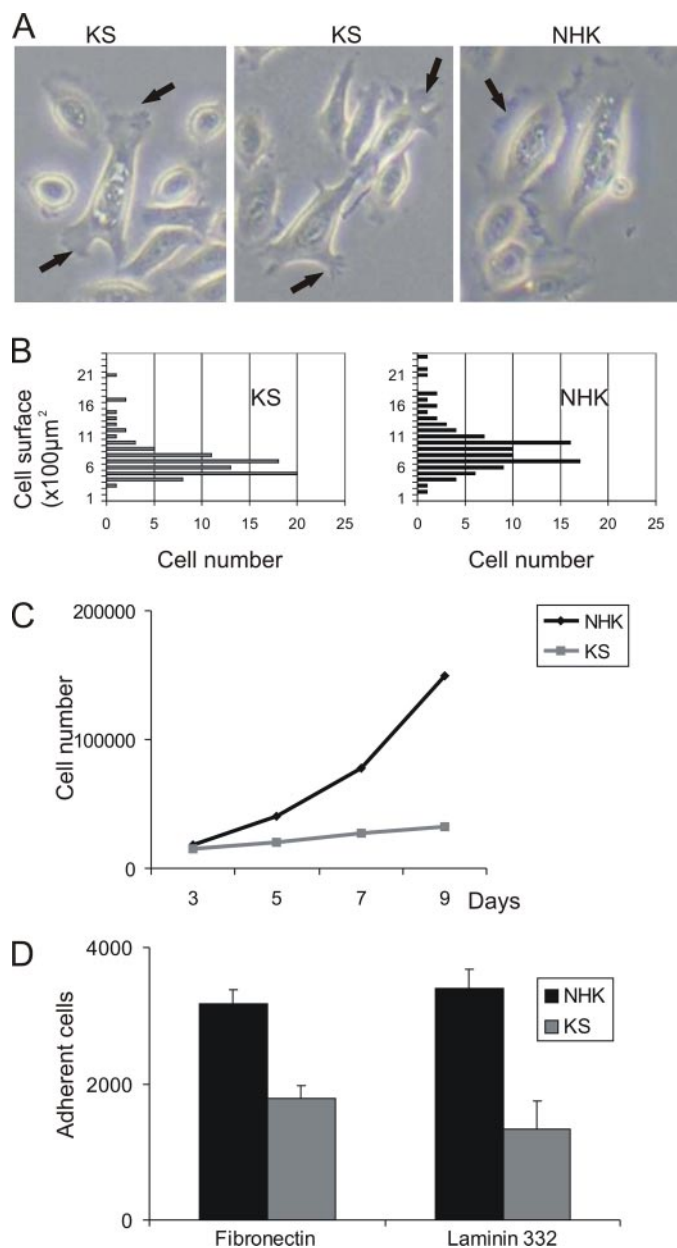 A
KS
KS
NHK
B
Cell surface
(x100µm²
21
16
11
6
1
KS
0 5 10 15 20 25
Cell number
21
16
11
6
1
NHK
0 5 10 15 20 25
Cell number
C
Cell number
200000
100000
0
3 5 7 9 Days
NHK
KS
D
Adherent cells
4000
2000
0
NHK
KS
Fibronectin
Laminin 332